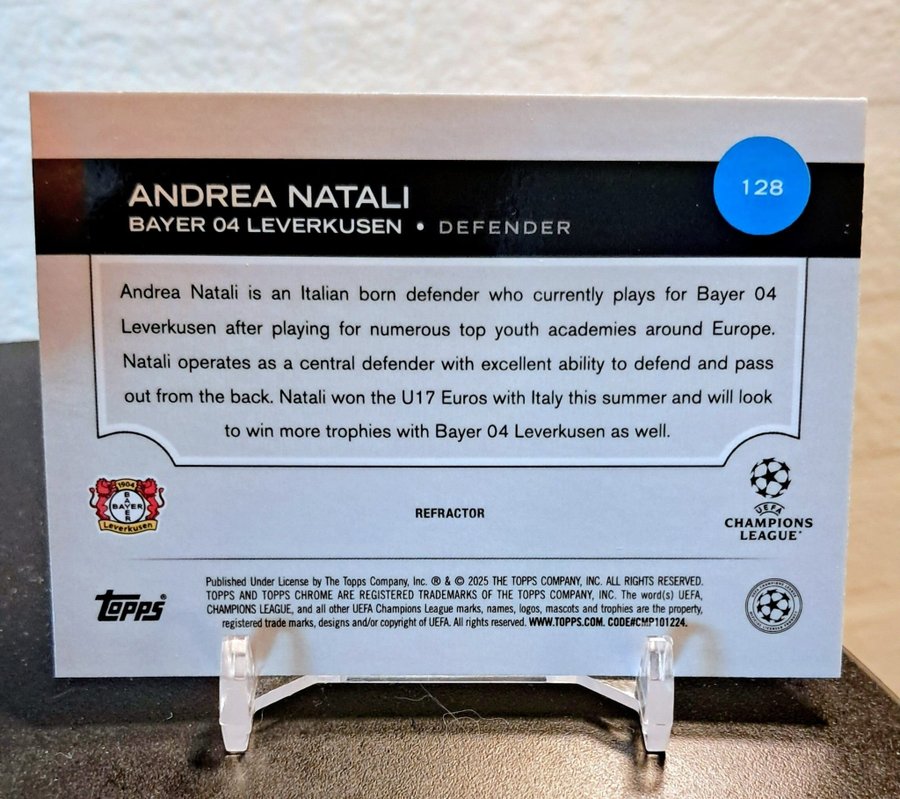 ANDREA NATALI
128
BAYER 04 LEVERKUSEN • DEFENDER
Andrea Natali is an Italian born defender who currently plays for Bayer 04
Leverkusen after playing for numerous top youth academies around Europe.
Natali operates as a central defender with excellent ability to defend and pass
out from the back. Natali won the U17 Euros with Italy this summer and will look
to win more trophies with Bayer 04 Leverkusen as well.
1904
BAYER
BAYER
Leverkusen
REFRACTOR
UEFA
CHAMPIONS
LEAGUE
Topps®
Published Under License by The Topps Company, Inc. ® & © 2025 THE TOPPS COMPANY, INC. ALL RIGHTS RESERVED.
TOPPS AND TOPPS CHROME ARE REGISTERED TRADEMARKS OF THE TOPPS COMPANY, INC. The word(s) UEFA,
CHAMPIONS LEAGUE, and all other UEFA Champions League marks, names, logos, mascots and trophies are the property,
registered trade marks, designs and/or copyright of UEFA. All rights reserved. WWW.TOPPS.COM. CODE#CMP101224.